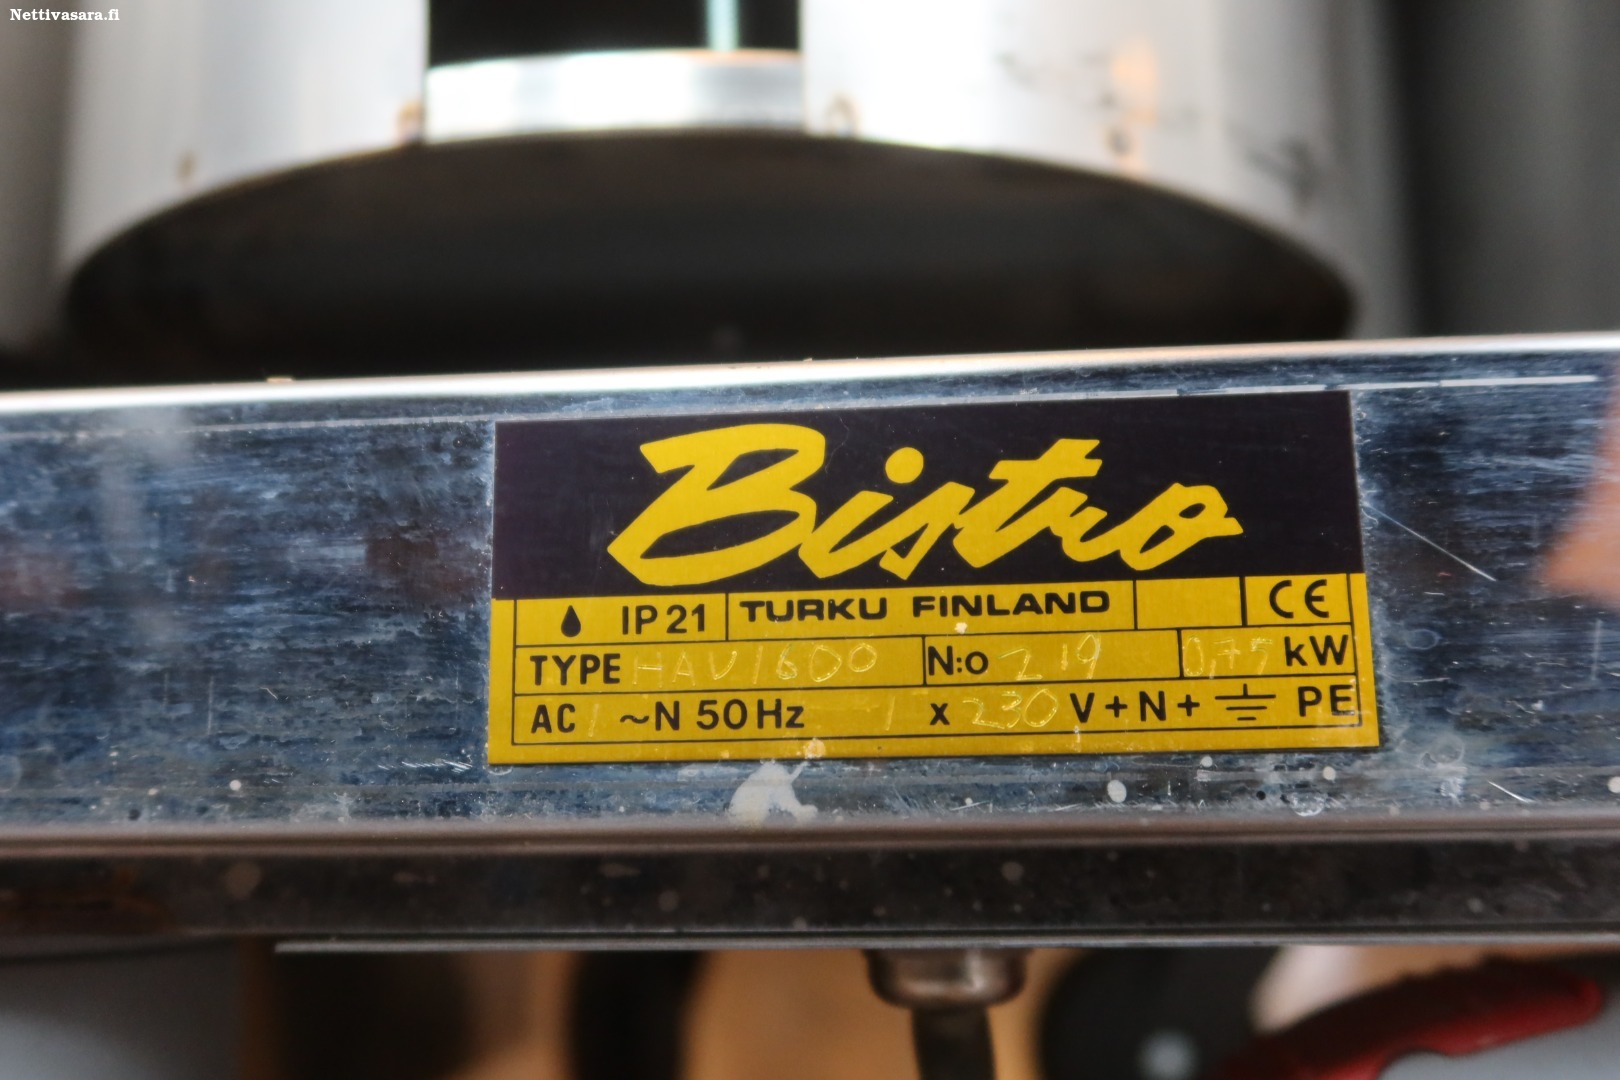 Nettivasara.fi
Bistro
IP21 TURKU FINLAND CE
TYPE HAV1600 N:o 219 0,75 kW
AC 1 ~N 50Hz 1 x 230 V+N+ PE